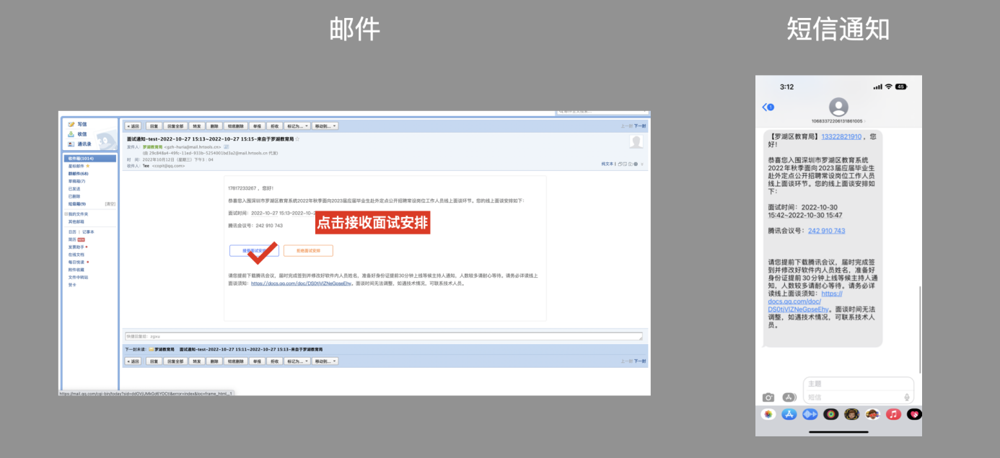 邮件
短信通知
写信
收信
通讯录
收件箱(1014)
星标邮件
群邮件(68)
草稿箱(7)
已发送
已删除
垃圾箱(9) [清空]
我的文件夹
其他邮箱
日历 | 记事本
简历
发票助手
在线文档
每日悦读
附件收藏
文件中转站
贺卡
« 返回 回复 回复全部 转发 删除 彻底删除 举报 拒收 标记为... 移动到... 上一封 下一封
面试通知-test-2022-10-27 15:13~2022-10-27 15:15-来自于罗湖教育局
发件人：罗湖教育局 <gzh-huria@mail.hrtools.cn>
(由 29c848a4-49fc-11ed-933b-5254001bd3a2@mail.hrtools.cn 代发)
时 间：2022年10月12日（星期三）下午3：04
收件人：Tee <copii@qq.com>
纯文本 |
17817233267 ，您好!
恭喜您入围深圳市罗湖区教育系统2022年秋季面向2023届应届毕业生赴外定点公开招聘常设岗位工作人员线上面谈环节。您的线上面谈安排如下：
面试时间：2022-10-27 15:13~2022-10-2
点击接收面试安排
腾讯会议号：242 910 743
接受面试安排
拒绝面试安排
请您提前下载腾讯会议，届时完成签到并修改好软件内人员姓名，准备好身份证提前30分钟上线等候主持人通知，人数较多请耐心等待。请务必详读线上
面谈须知：https://docs.qq.com/doc/DS0tjVlZNeGpseEhy。面谈时间无法调整，如遇技术情况，可联系技术人员。
快捷回复给：zgxu
下一封未读：罗湖教育局 面试通知-test-2022-10-27 15:11~2022-10-27 15:13-来自于罗湖教育局
« 返回 回复 回复全部 转发 删除 彻底删除 举报 拒收 标记为... 移动到... 上一封 下一封
3:12
45
1
106833722061318610​05
【罗湖区教育局】13322821910 ，您
好!
恭喜您入围深圳市罗湖区教育系统
2022年秋季面向2023届应届毕业生
赴外定点公开招聘常设岗位工作人员
线上面谈环节。您的线上面谈安排如
下：
面试时间：2022-10-30
15:42~2022-10-30 15:47
腾讯会议号：242 910 743
请您提前下载腾讯会议，届时完成签
到并修改好软件内人员姓名，准备好
身份证提前30分钟上线等候主持人通
知，人数较多请耐心等待。请务必详
读线上面谈须知：https://
docs.qq.com/doc/
DS0tjVlZNeGpseEhy。面谈时间无法
调整，如遇技术情况，可联系技术人
员。
主题
短信